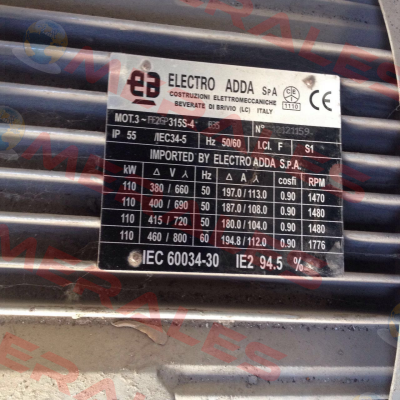 ea ELECTRO ADDA SpA
COSTRUZIONI ELETTROMECCANICHE
BEVERATE DI BRIVIO (LC) ITALY
CE
1110
MOT.3~ 315S-4 N°
IP 55 /IEC34-5 Hz 50/60 I.Cl. F S1
IMPORTED BY ELECTRO ADDA S.P.A.
kW Δ V Y Hz Δ A Y cosfi RPM
110 380 / 660 50 197.0 / 113.0 0.90 1470
110 400 / 690 50 187.0 / 108.0 0.90 1480
110 415 / 720 50 180.0 / 104.0 0.90 1480
110 460 / 800 60 194.8 / 112.0 0.90 1776
IEC 60034-30 IE2 94.5 %
MERALES